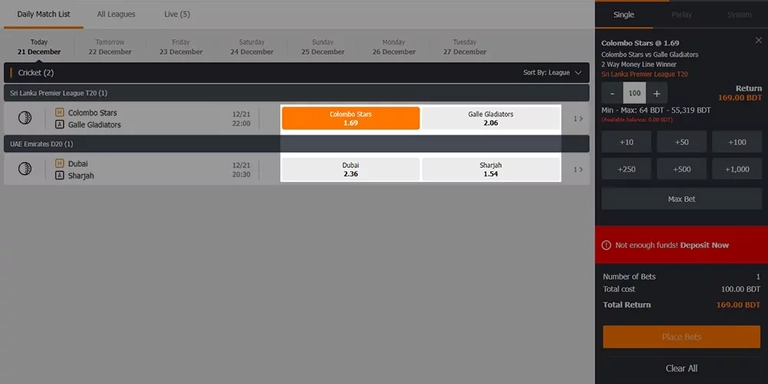 Daily Match List All Leagues Live (5)
Today Tomorrow Friday Saturday Sunday Monday Tuesday
21 December 22 December 23 December 24 December 25 December 26 December 27 December
Cricket (2) Sort By: League
Sri Lanka Premier League T20 (1)
H Colombo Stars 12/21 Colombo Stars Galle Gladiators
A Galle Gladiators 22:00 1.69 2.06 1
UAE Emirates D20 (1)
H Dubai 12/21 Dubai Sharjah
A Sharjah 20:30 2.36 1.54 1
Single Parlay System
Colombo Stars @ 1.69
Colombo Stars vs Galle Gladiators
2 Way Money Line Winner
Sri Lanka Premier League T20
Return
- 100 + 169.00 BDT
Min - Max: 64 BDT - 55,319 BDT
(Available balance: 0.00 BDT)
+10 +50 +100
+250 +500 +1,000
Max Bet
Not enough funds! Deposit Now
Number of Bets 1
Total cost 100.00 BDT
Total Return 169.00 BDT
Place Bets
Clear All